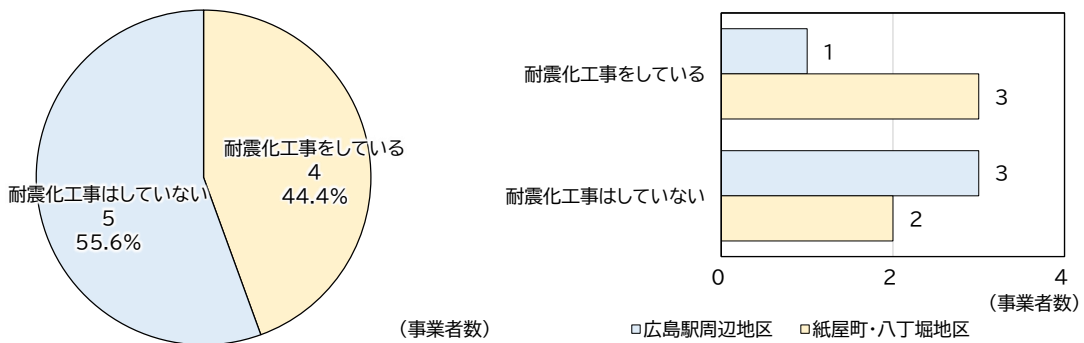 耐震化工事をしている
4
44.4%
耐震化工事はしていない
5
55.6%
(事業者数)
耐震化工事をしている
1
3
耐震化工事はしていない
3
2
0
2
4
(事業者数)
広島駅周辺地区
紙屋町・八丁堀地区